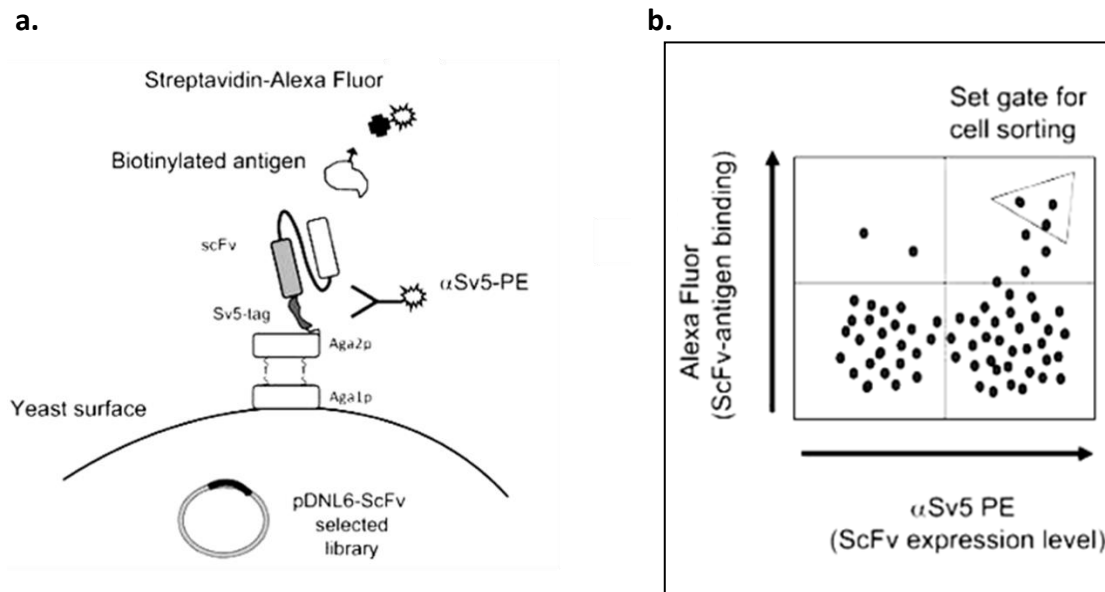 a.
Streptavidin-Alexa Fluor
Biotinylated antigen
scFv
αSv5-PE
Sv5-tag
Aga2p
Aga1p
Yeast surface
pDNL6-ScFv
selected
library
b.
Set gate for
cell sorting
Alexa Fluor
(ScFv-antigen binding)
αSv5 PE
(ScFv expression level)